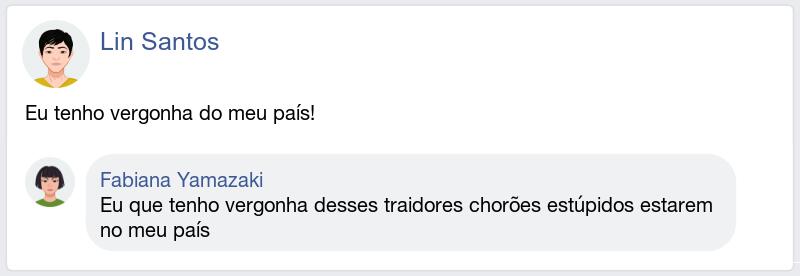 Lin Santos
Eu tenho vergonha do meu país!
Fabiana Yamazaki
Eu que tenho vergonha desses traidores chorões estúpidos estarem
no meu país